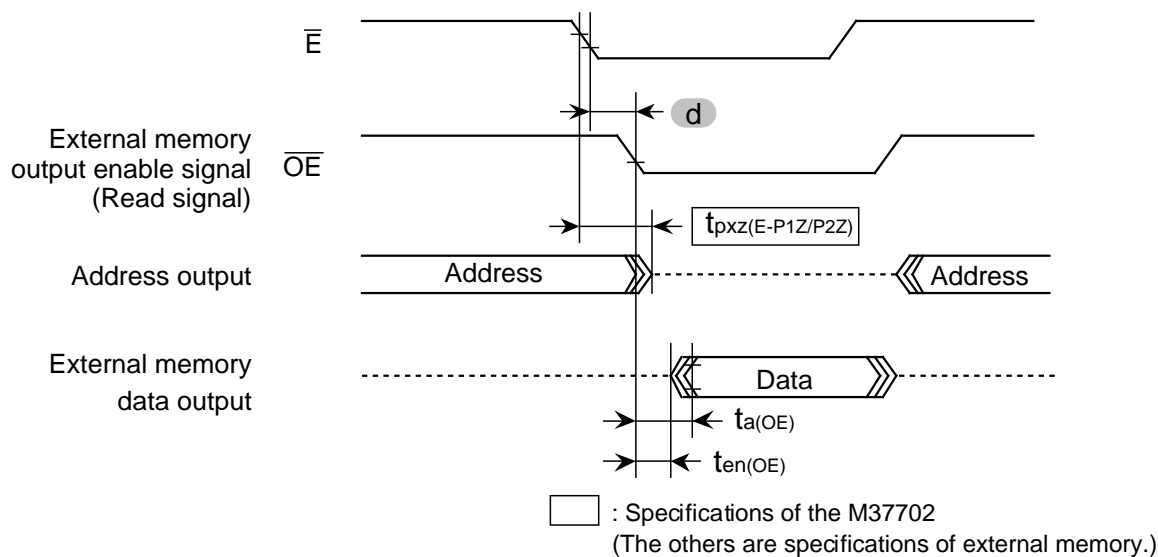 E
d
External memory
output enable signal
(Read signal)
OE
tpxz(E-P1Z/P2Z)
Address output
Address
Address
External memory
data output
Data
ta(OE)
ten(OE)
: Specifications of the M37702
(The others are specifications of external memory.)